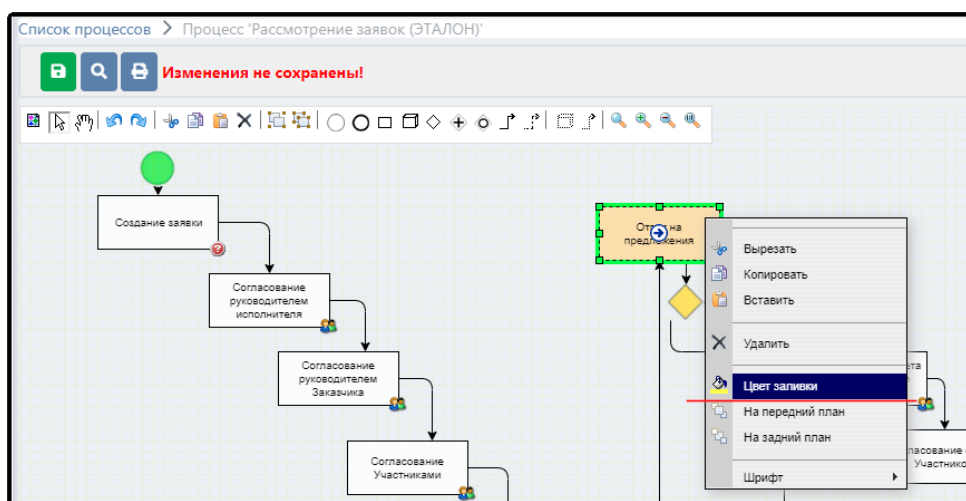 Список процессов > Процесс 'Рассмотрение заявок (ЭТАЛОН)'
Изменения не сохранены!
Создание заявки
Согласование
руководителем
исполнителя
Согласование
руководителем
Заказчика
Согласование
Участниками
на
предложения
Вырезать
Копировать
Вставить
Удалить
Цвет заливки
На передний план
На задний план
Шрифт